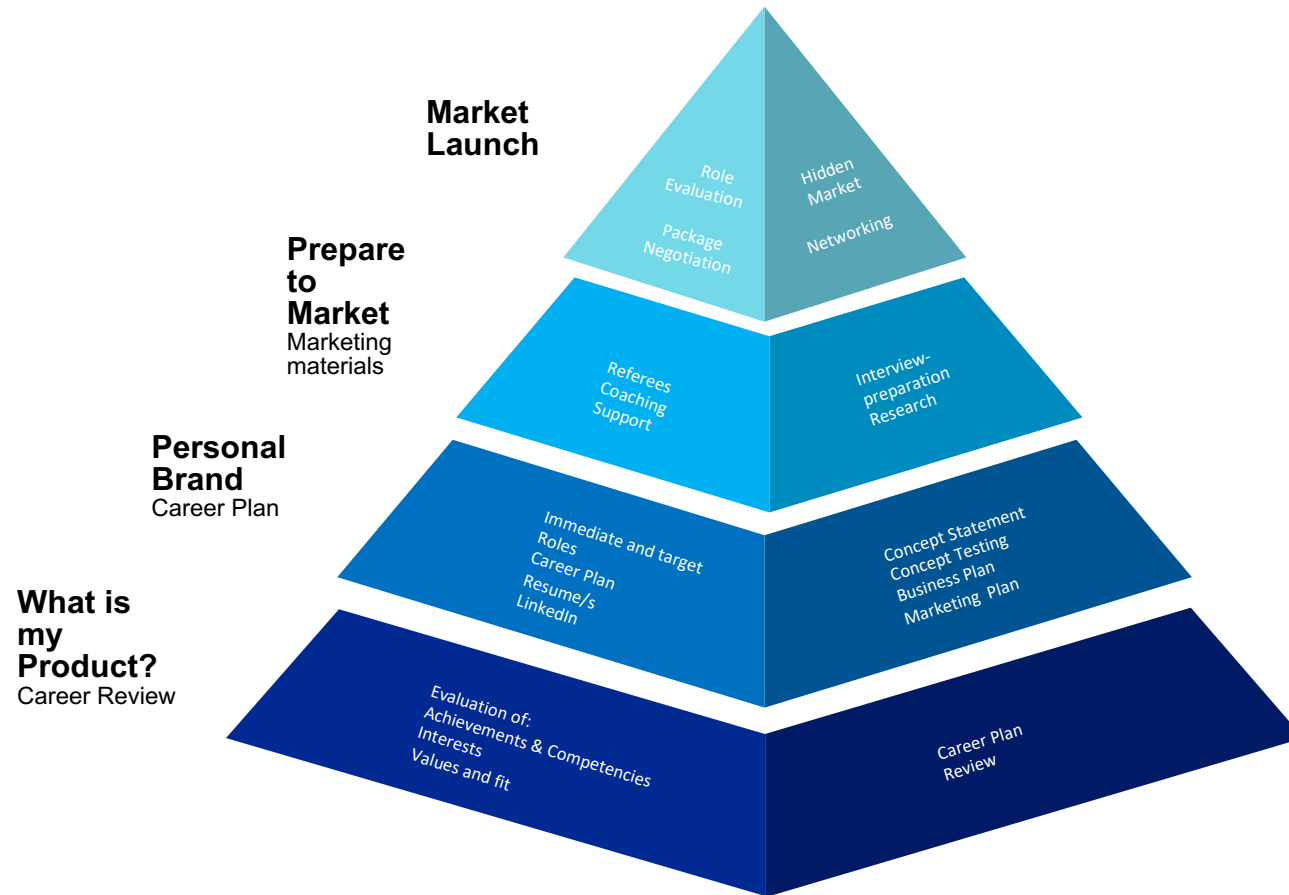 Market
Launch
Role
Evaluation
Package
Negotiation
Hidden
Market
Networking
Prepare
to
Market
Marketing
materials
Referees
Coaching
Support
Interview-
preparation
Research
Personal
Brand
Career Plan
Immediate and target
Roles
Career Plan
Resume/s
LinkedIn
Concept Statement
Concept Testing
Business Plan
Marketing Plan
What is
my
Product?
Career Review
Evaluation of:
Achievements & Competencies
Interests
Values and fit
Career Plan
Review